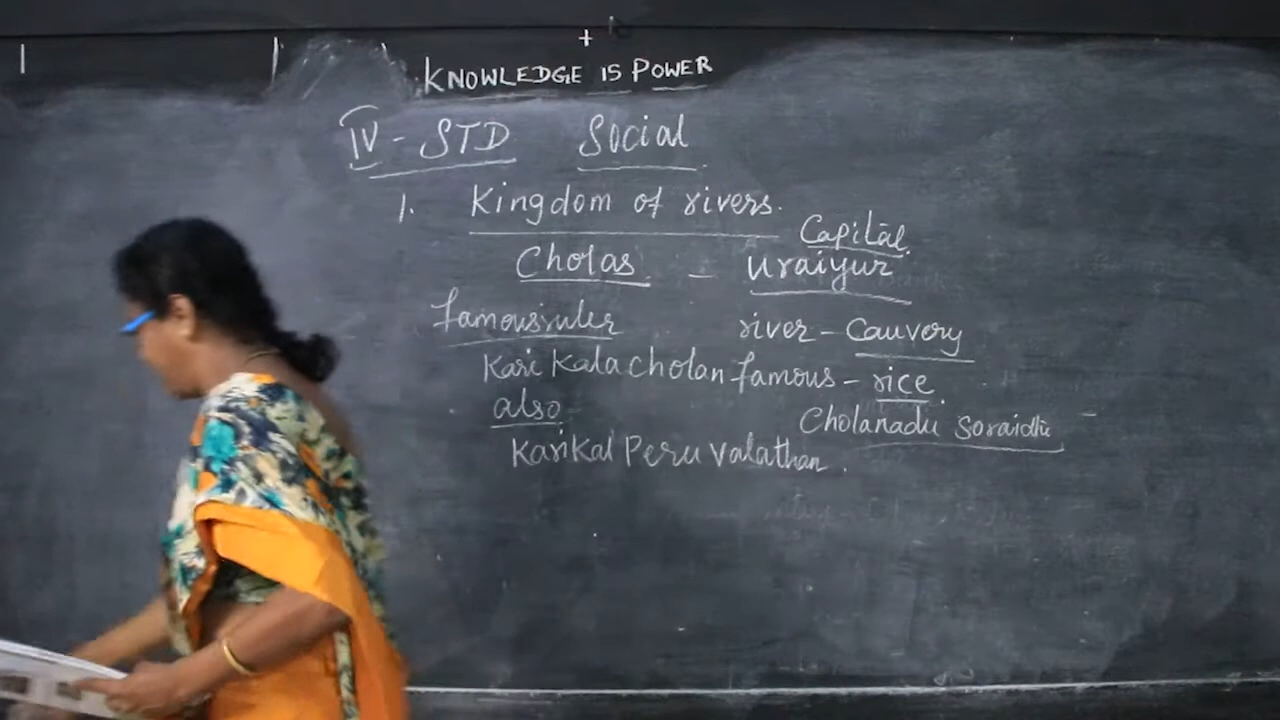 KNOWLEDGE IS POWER
IV - STD Social
1. Kingdom of rivers.
Capital
Cholas - Uraiyur
famous ruler river - Cauvery
Kari Kala cholan famous - rice.
also Cholanadu Soraidhu
Karikal Peru Valathan.